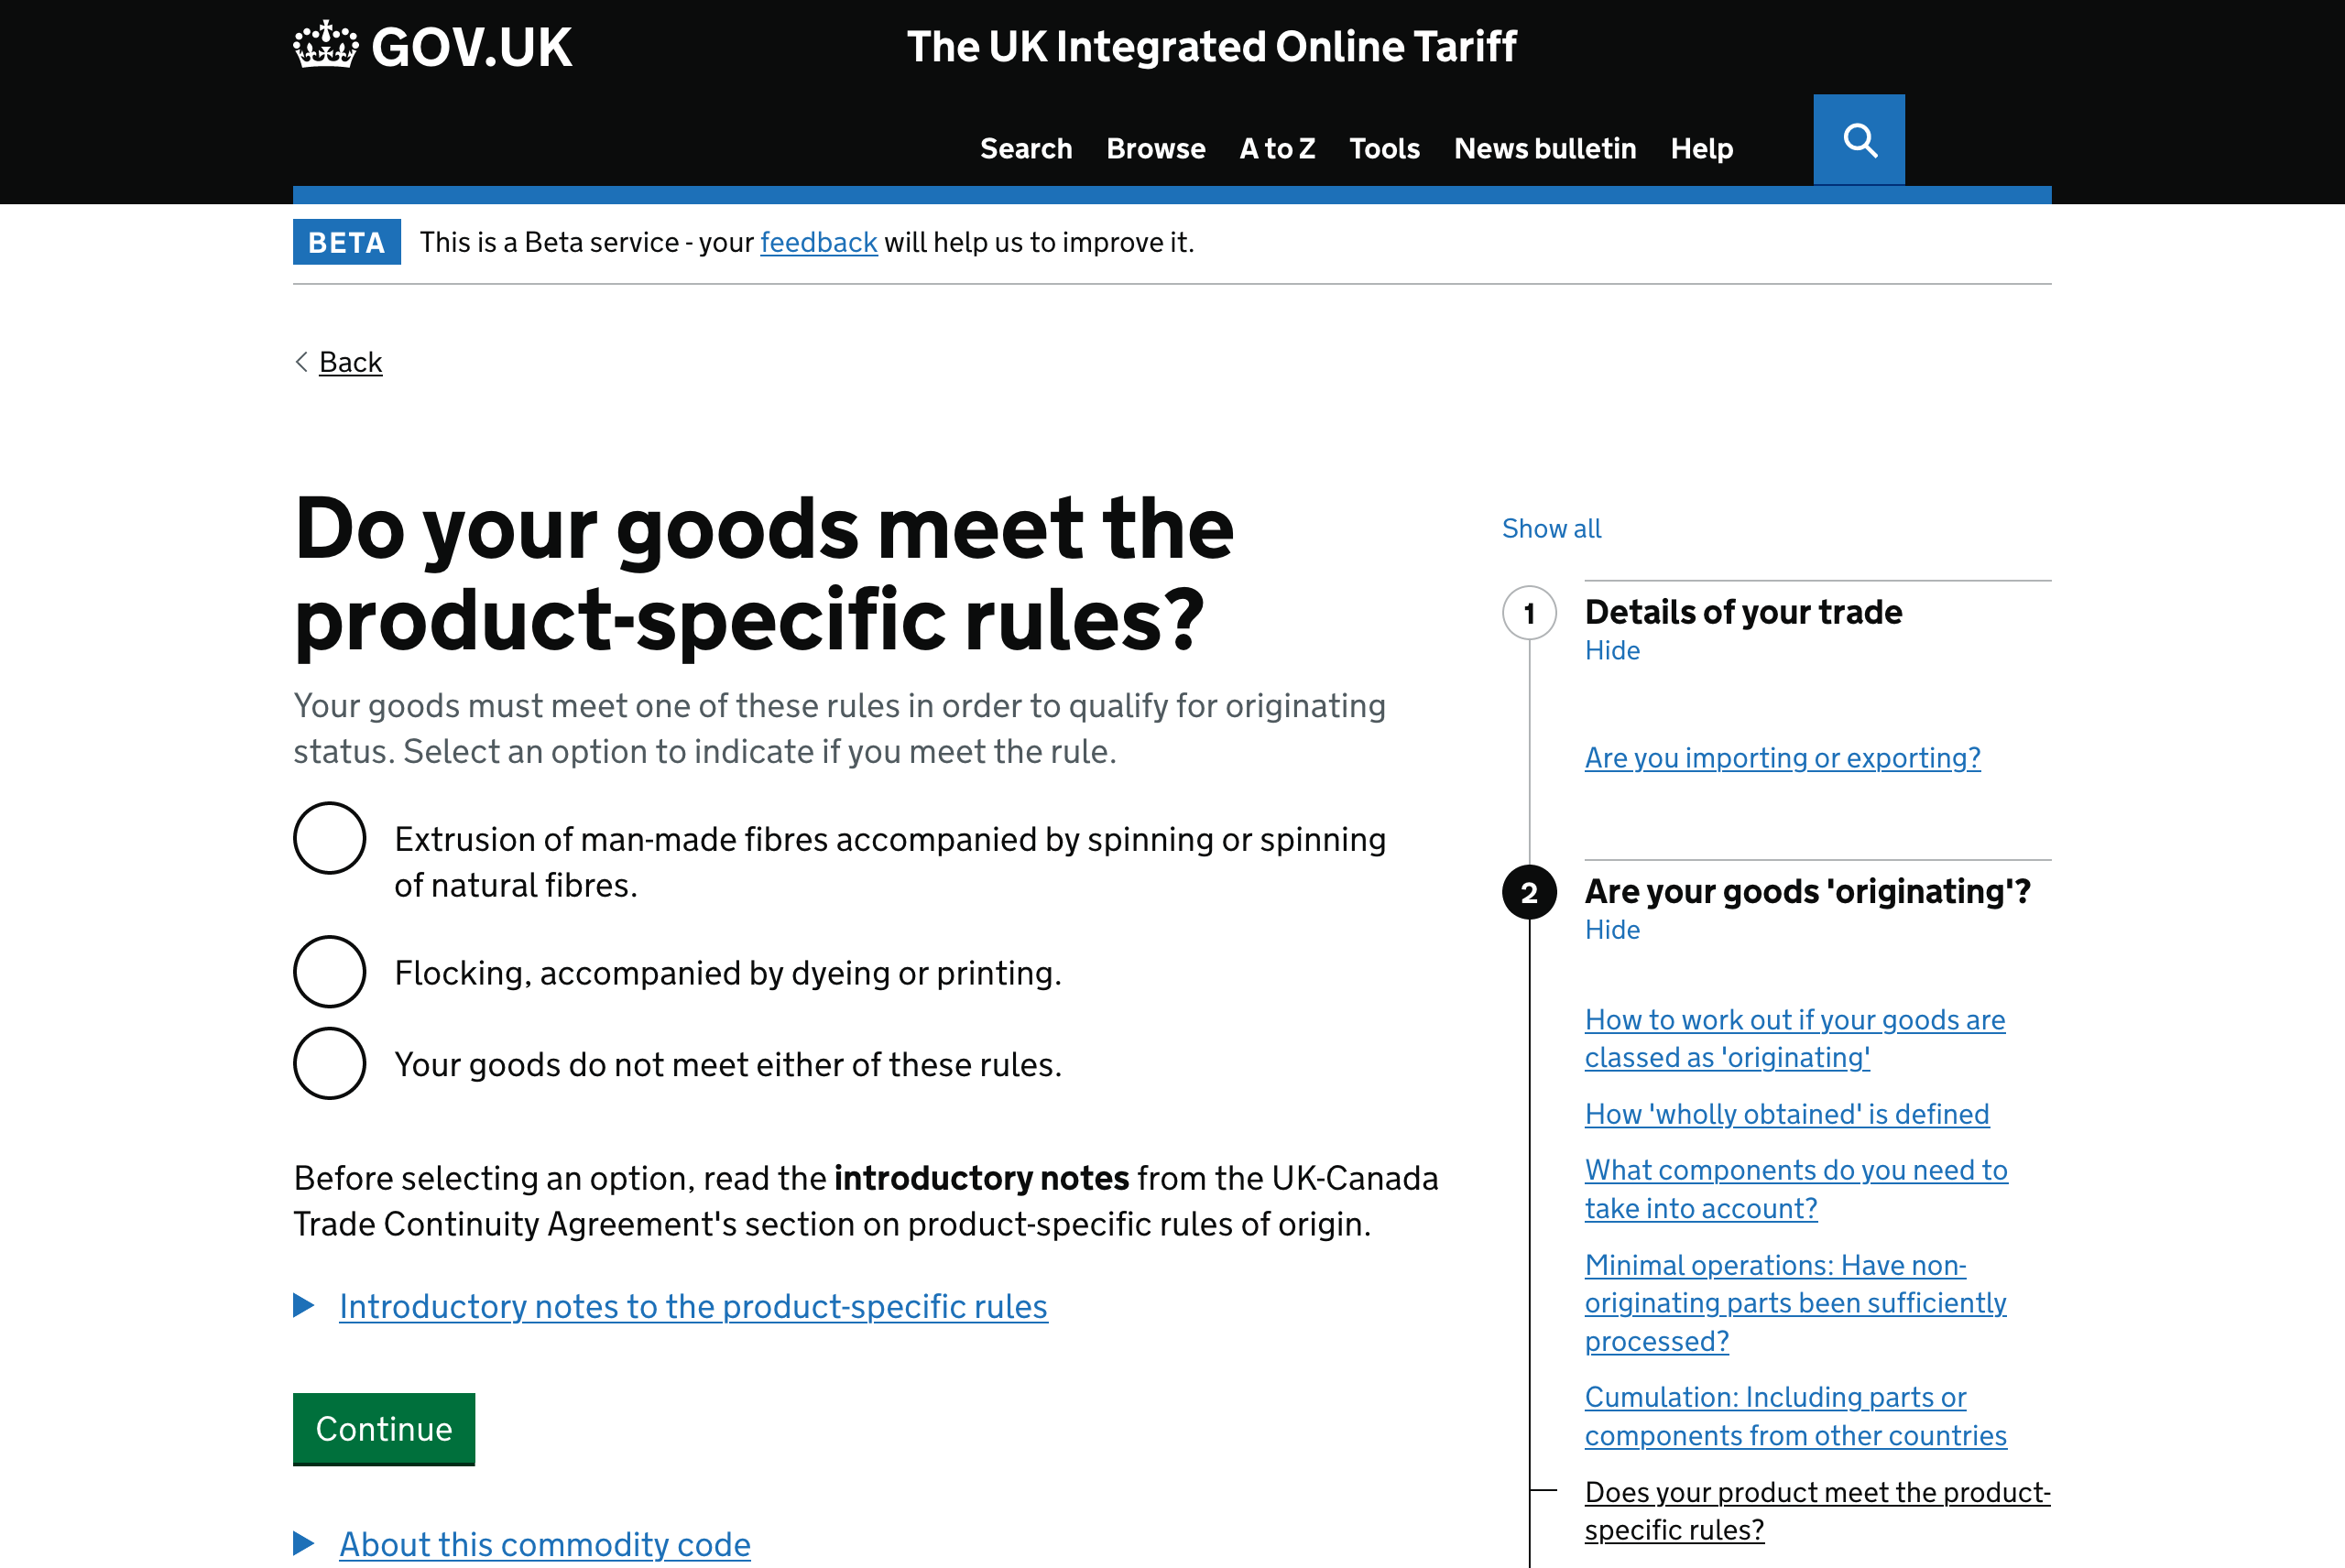 GOV.UK
The UK Integrated Online Tariff
Search Browse A to Z Tools News bulletin Help
BETA This is a Beta service - your feedback will help us to improve it.
Back
Do your goods meet the
product-specific rules?
Your goods must meet one of these rules in order to qualify for originating
status. Select an option to indicate if you meet the rule.
Extrusion of man-made fibres accompanied by spinning or spinning
of natural fibres.
Flocking, accompanied by dyeing or printing.
Your goods do not meet either of these rules.
Before selecting an option, read the introductory notes from the UK-Canada
Trade Continuity Agreement's section on product-specific rules of origin.
Introductory notes to the product-specific rules
Continue
About this commodity code
Show all
1 Details of your trade
Hide
Are you importing or exporting?
2 Are your goods 'originating'?
Hide
How to work out if your goods are
classed as 'originating'
How 'wholly obtained' is defined
What components do you need to
take into account?
Minimal operations: Have non-
originating parts been sufficiently
processed?
Cumulation: Including parts or
components from other countries
Does your product meet the product-
specific rules?